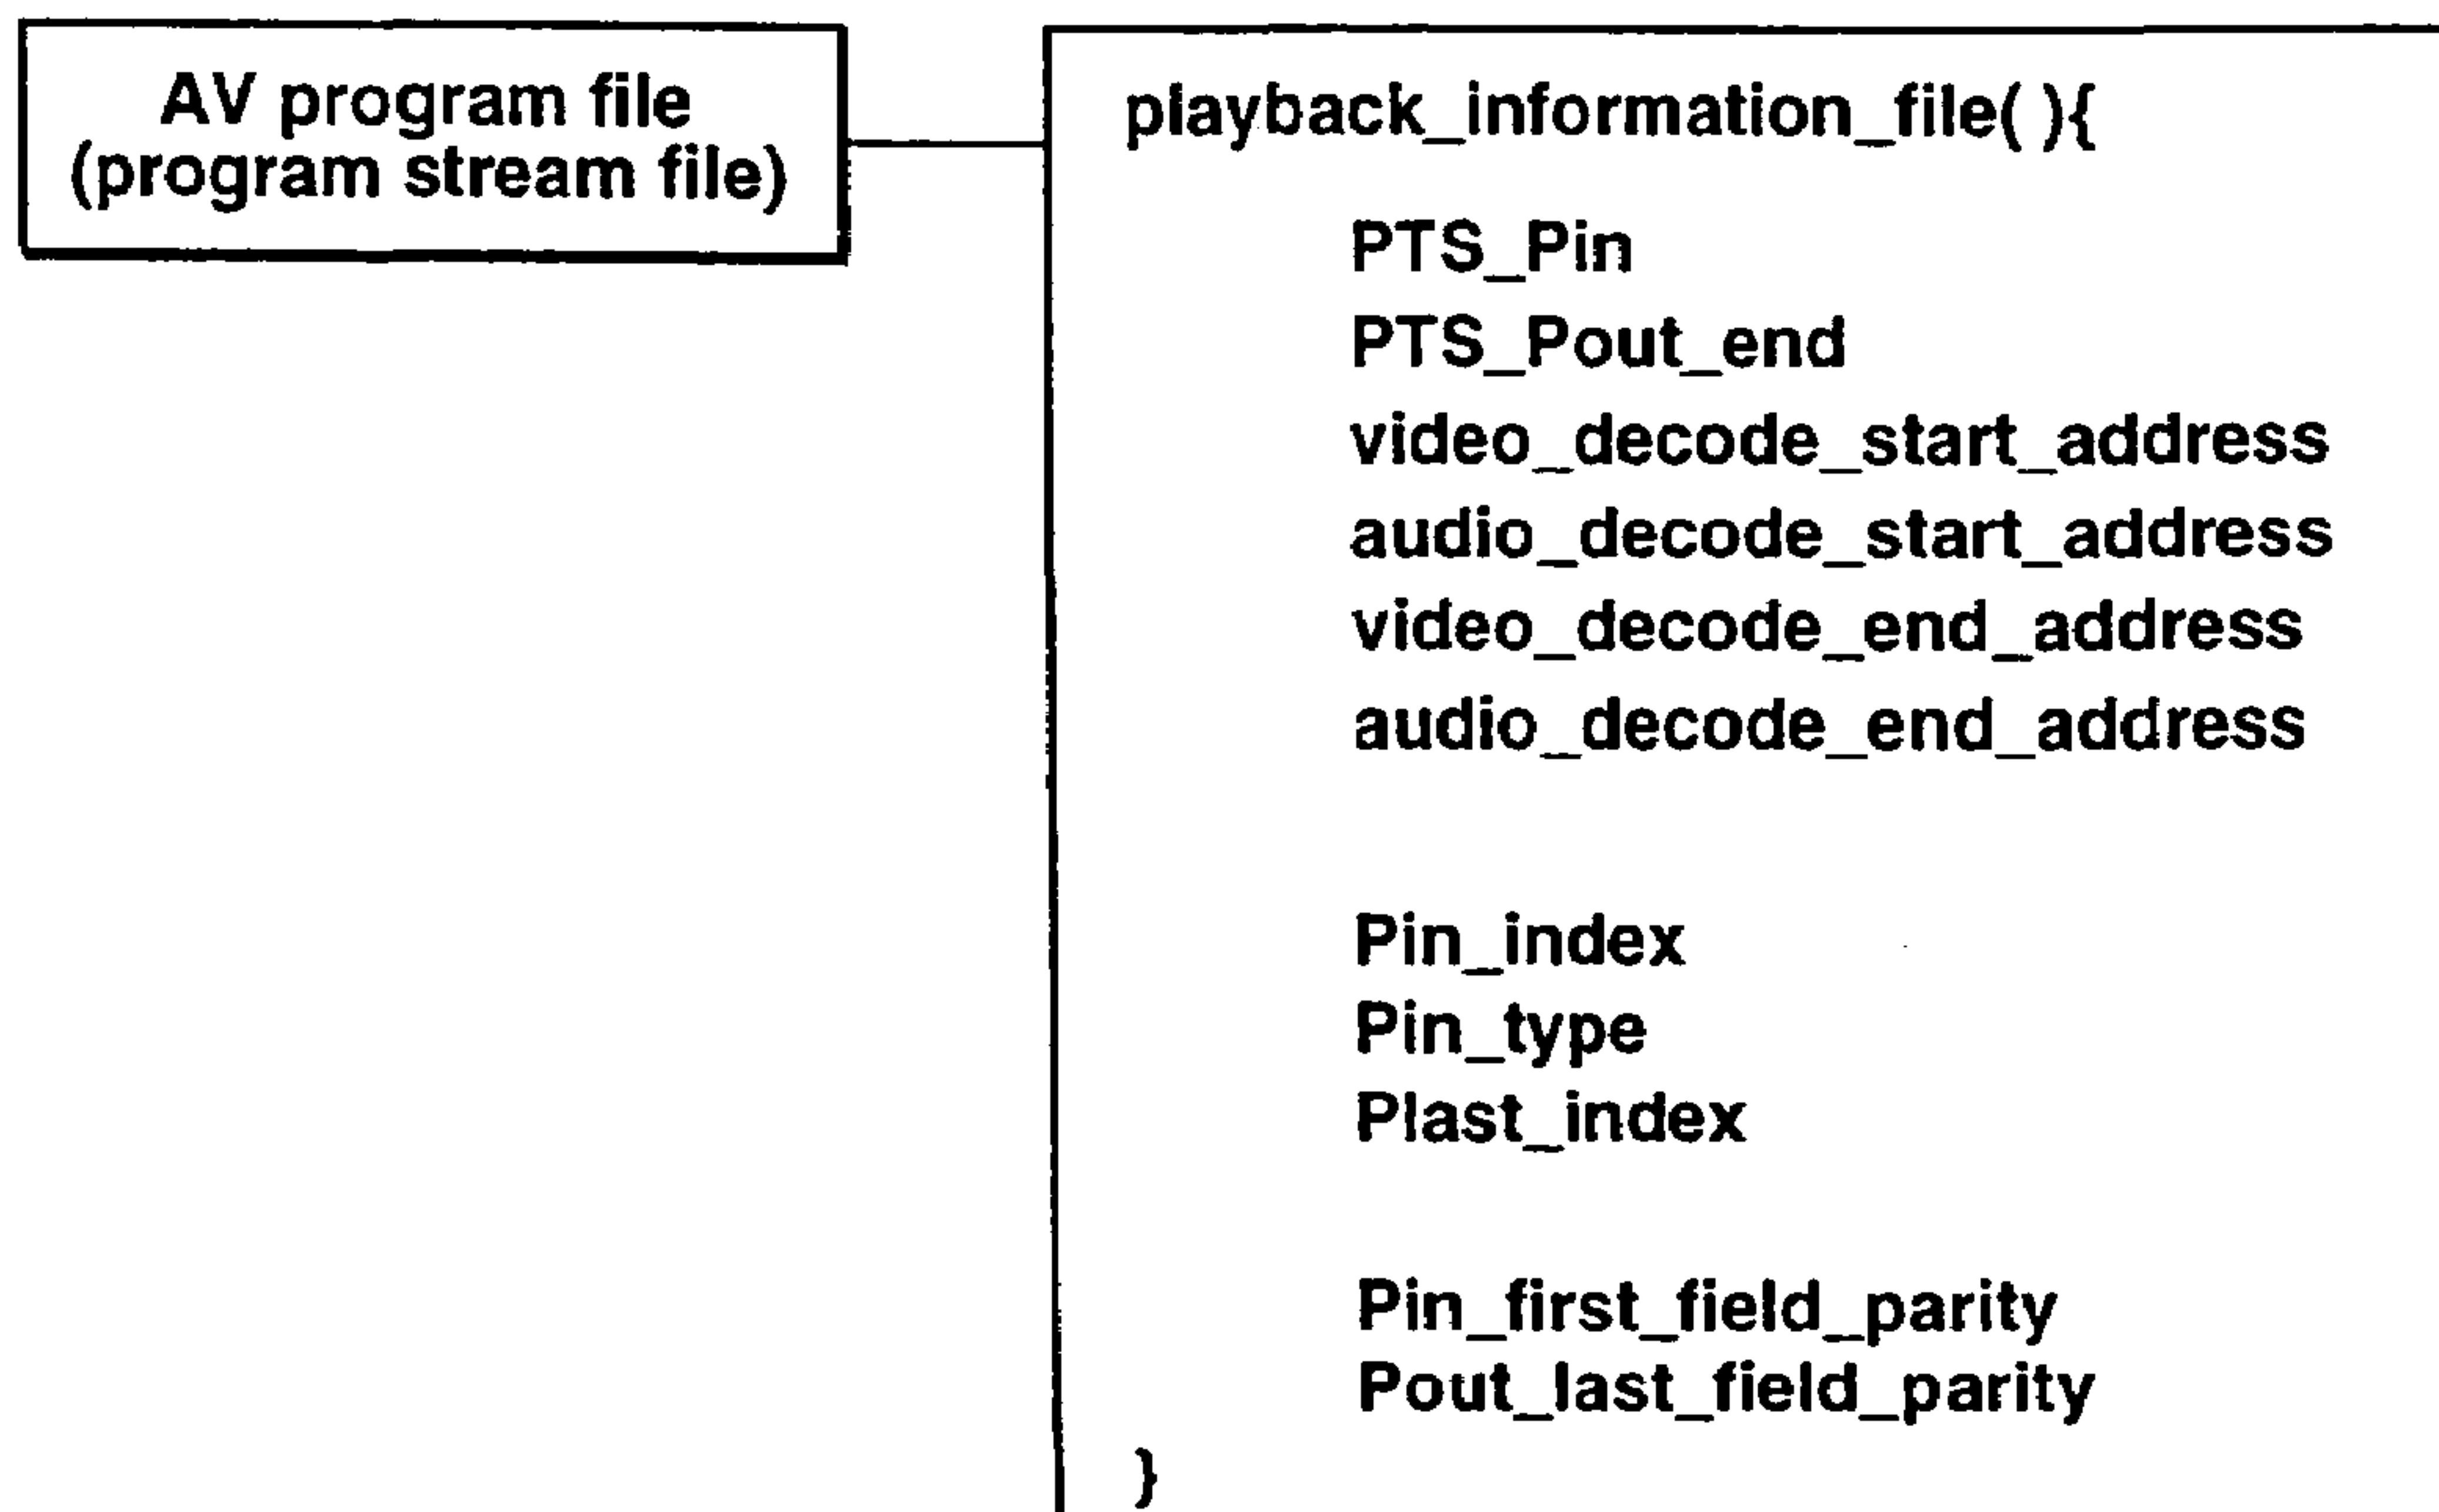 AV program file
(program stream file)
playback_information_file( ){
PTS_Pin
PTS_Pout_end
video_decode_start_address
audio_decode_start_address
video_decode_end_address
audio_decode_end_address
Pin_index
Pin_type
Plast_index
Pin_first_field_parity
Pout_last_field_parity
}